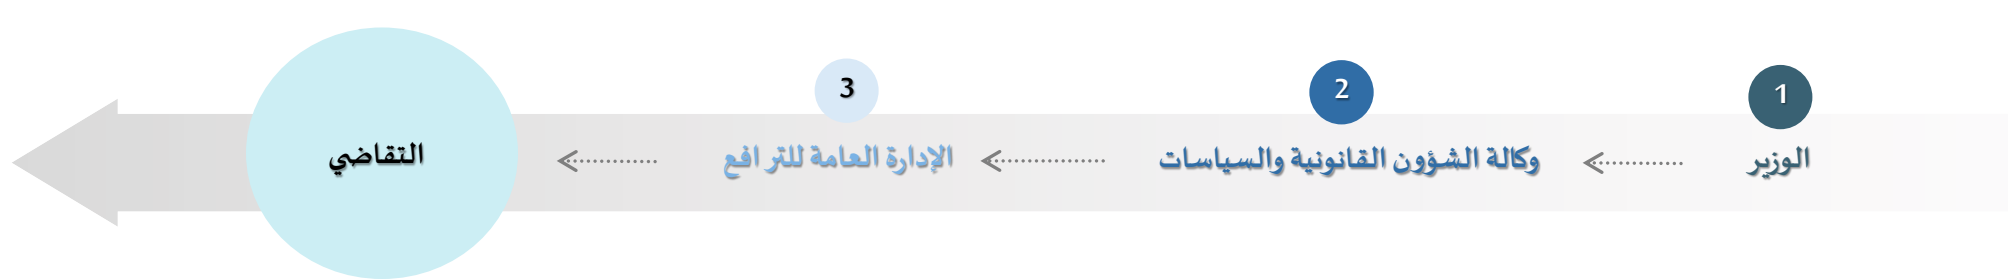 1
الوزير
2
وكالة الشؤون القانونية والسياسات
3
الإدارة العامة للترافع
التقاضي